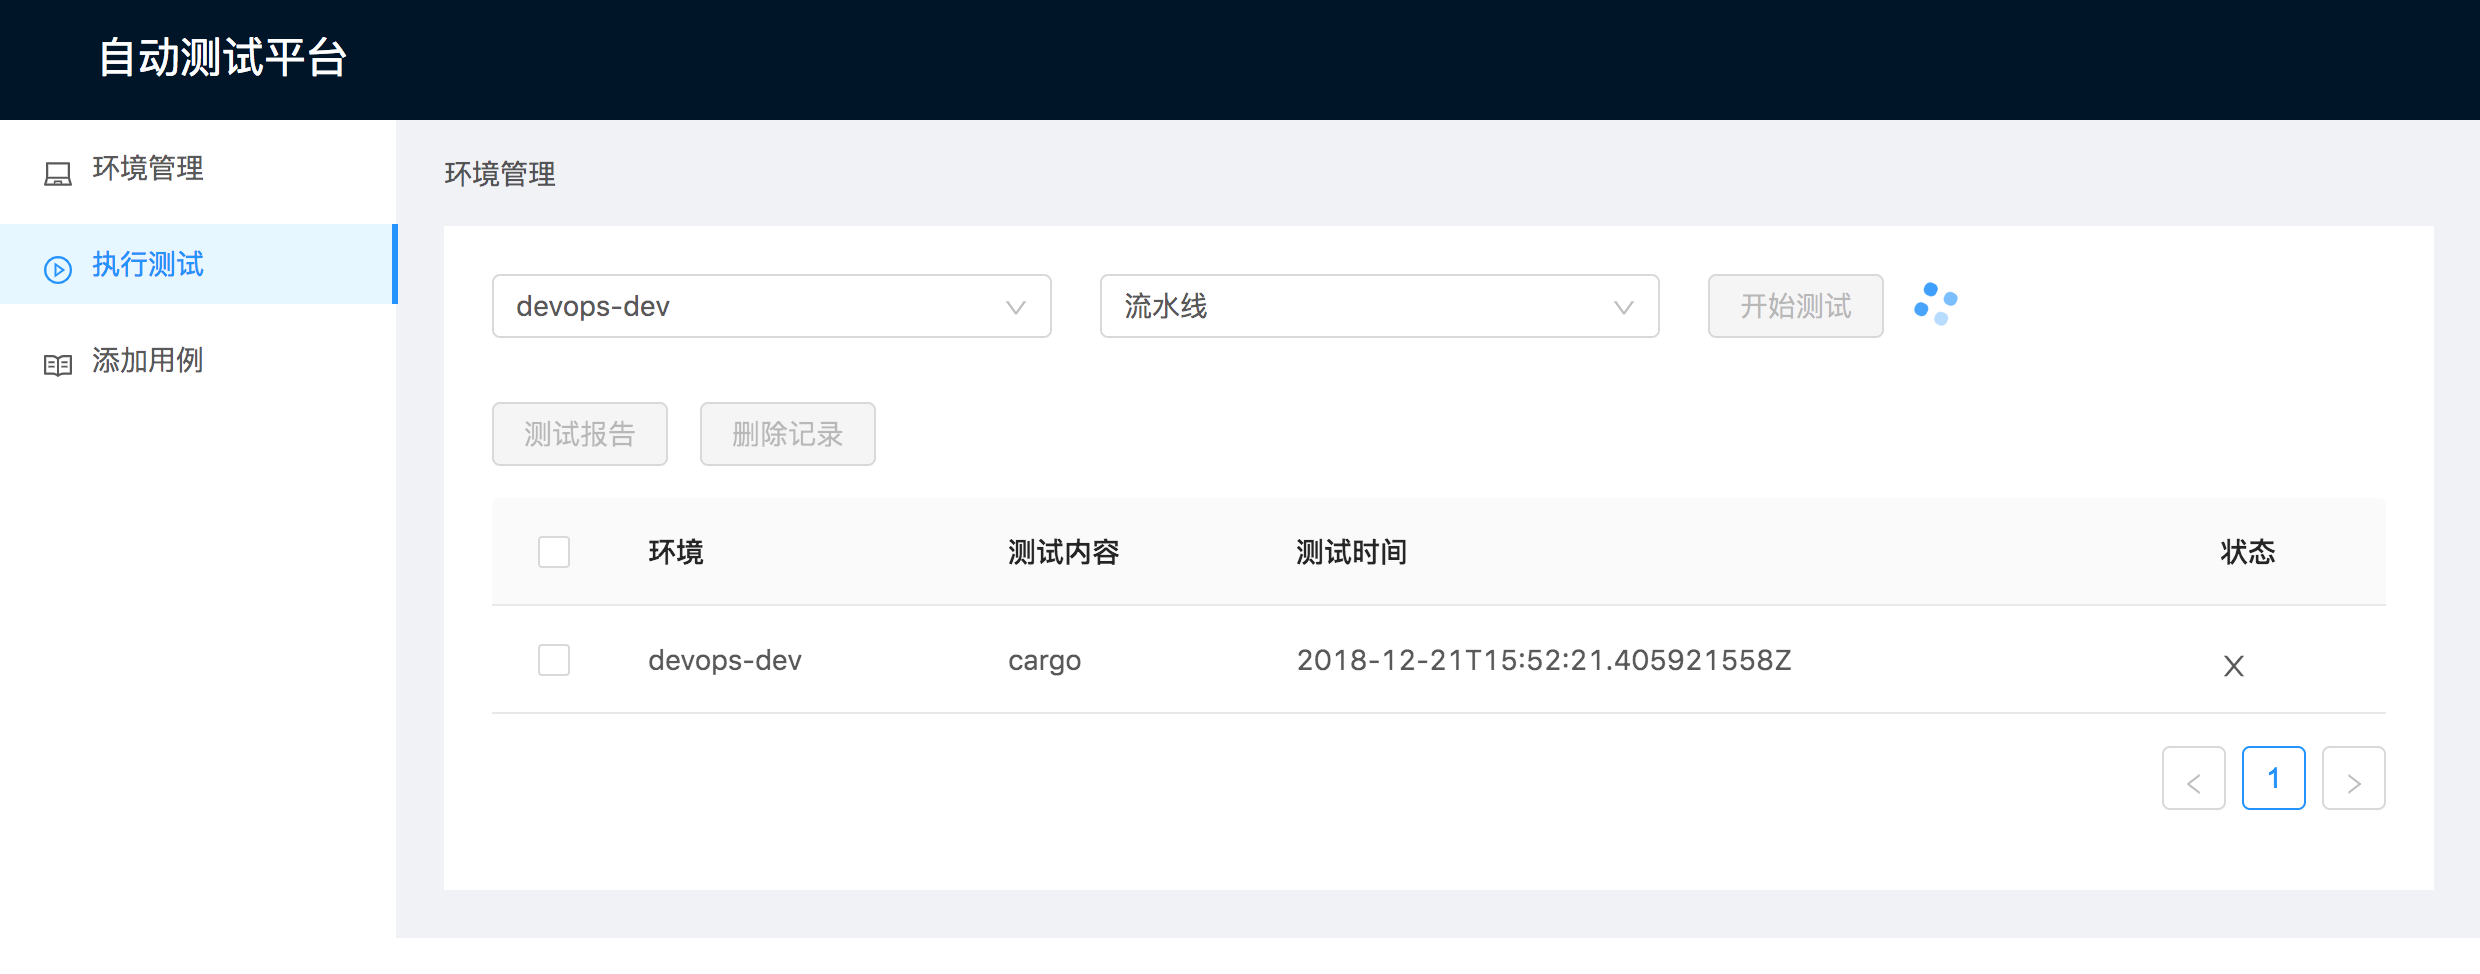 自动测试平台
环境管理
执行测试
添加用例
环境管理
devops-dev 流水线 开始测试
测试报告 删除记录
环境 测试内容 测试时间 状态
devops-dev cargo 2018-12-21T15:52:21.405921558Z
1